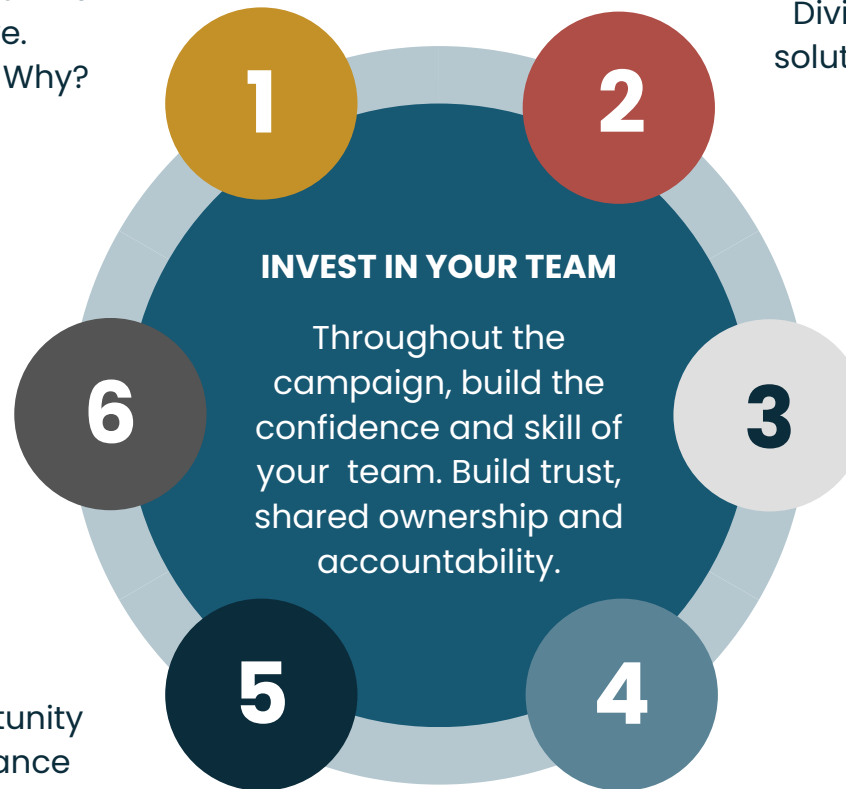 e.
Why?
1
2
Divi
solut
INVEST IN YOUR TEAM
Throughout the
campaign, build the
confidence and skill of
your  team. Build trust,
shared ownership and
accountability.
6
3
5
4
tunity
ance